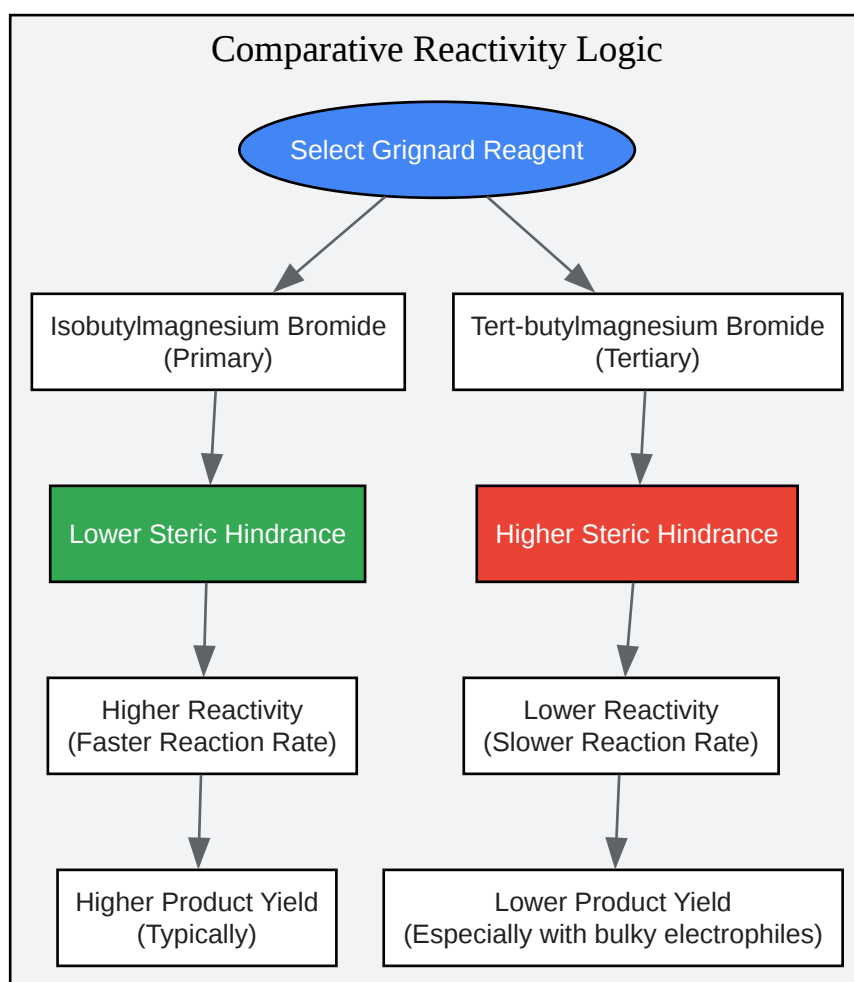 Comparative Reactivity Logic
Select Grignard Reagent
Isobutylmagnesium Bromide
(Primary)
Tert-butylmagnesium Bromide
(Tertiary)
Lower Steric Hindrance
Higher Steric Hindrance
Higher Reactivity
(Faster Reaction Rate)
Lower Reactivity
(Slower Reaction Rate)
Higher Product Yield
(Typically)
Lower Product Yield
(Especially with bulky electrophiles)